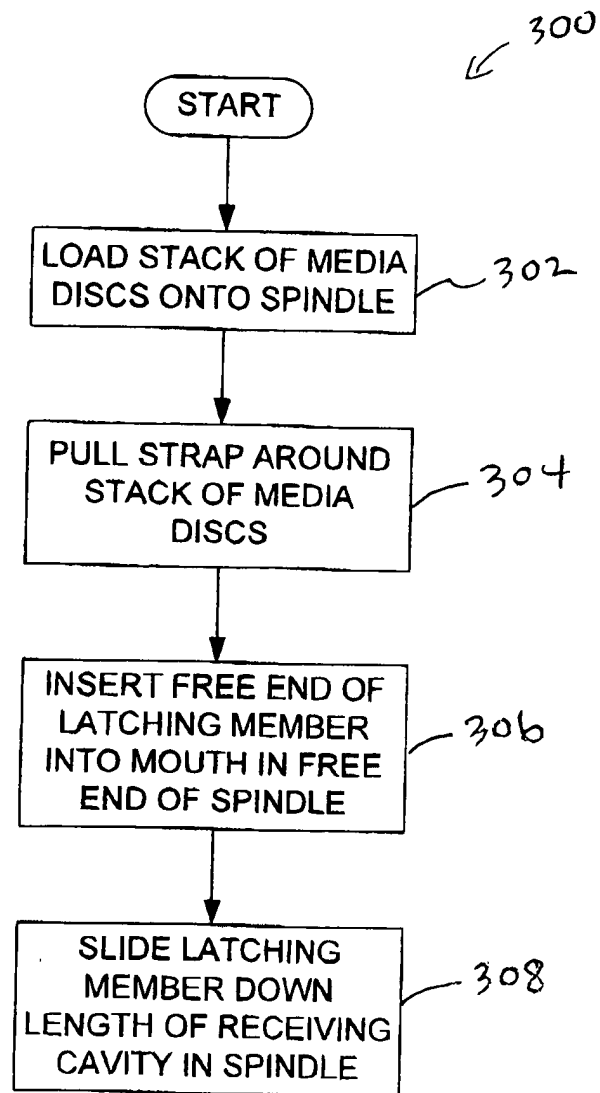 300
START
LOAD STACK OF MEDIA
DISCS ONTO SPINDLE
302
PULL STRAP AROUND
STACK OF MEDIA
DISCS
304
INSERT FREE END OF
LATCHING MEMBER
INTO MOUTH IN FREE
END OF SPINDLE
306
SLIDE LATCHING
MEMBER DOWN
LENGTH OF RECEIVING
CAVITY IN SPINDLE
308